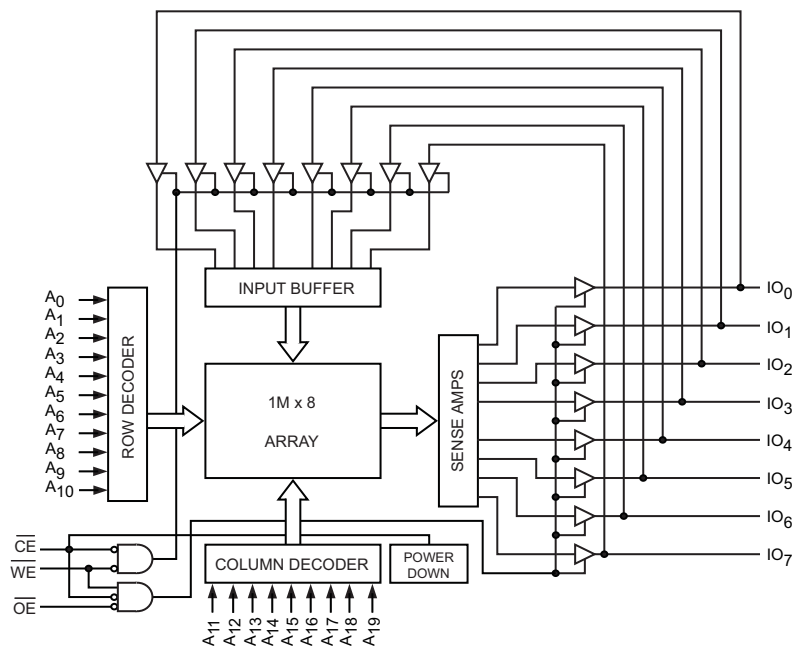 INPUT BUFFER
A0
A1
A2
A3
A4
A5
A6
A7
A8
A9
A10
ROW DECODER
1M x 8
ARRAY
SENSE AMPS
IO0
IO1
IO2
IO3
IO4
IO5
IO6
IO7
CE
WE
OE
COLUMN DECODER
POWER
DOWN
A11
A12
A13
A14
A15
A16
A17
A18
A19